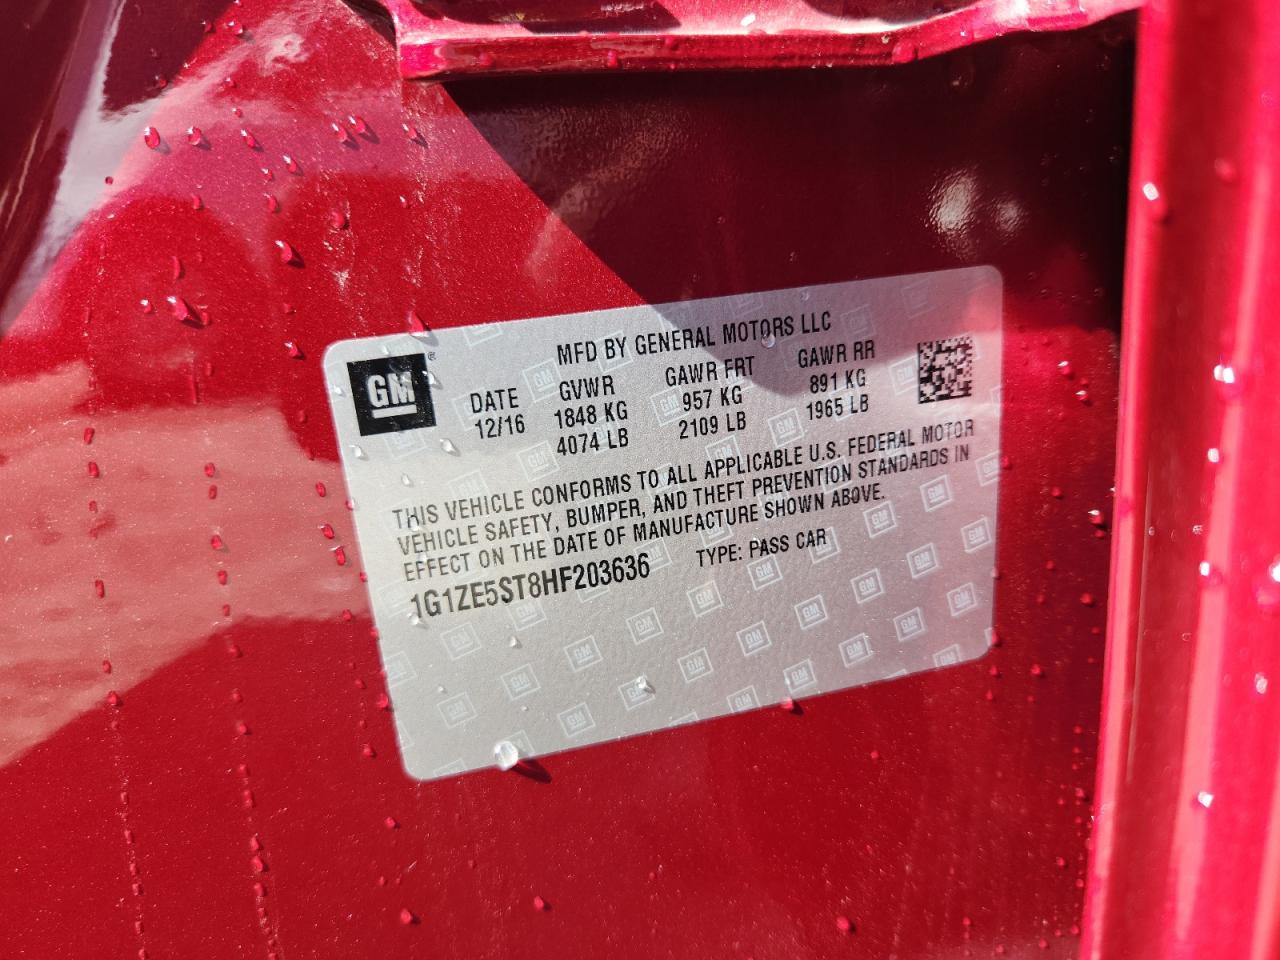 GM
MFD BY GENERAL MOTORS LLC
DATE GVWR GAWR FRT GAWR RR
12/16 1848 KG 957 KG 891 KG
4074 LB 2109 LB 1965 LB
THIS VEHICLE CONFORMS TO ALL APPLICABLE U.S. FEDERAL MOTOR
VEHICLE SAFETY, BUMPER, AND THEFT PREVENTION STANDARDS IN
EFFECT ON THE DATE OF MANUFACTURE SHOWN ABOVE.
1G1ZE5ST8HF203636 TYPE: PASS CAR